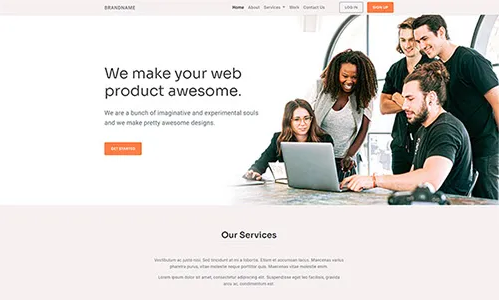 BRANDNAME
Home About Services Work Contact Us LOG IN SIGN UP
We make your web
product awesome.
We are a bunch of imaginative and experimental souls
and we make pretty awesome designs.
GET STARTED
Our Services
Vestibulum ac justo nisl. Sed tincidunt at mi a lobortis. Etiam et accumsan tellus. Maecenas varius
pharetra purus, vitae molestie neque porttitor quis. Maecenas vitae molestie enim.
Lorem ipsum dolor sit amet, consectetur adipiscing elit. Suspendisse eget leo facilisis, gravida
arcu ac, condimentum est.